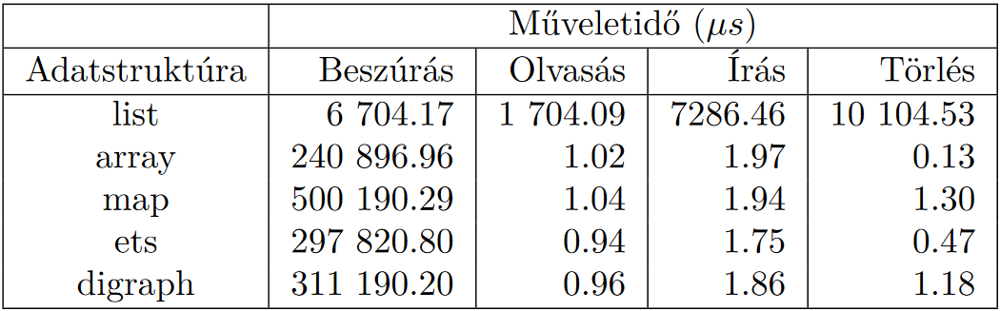 Műveletidő (μs)
Adatstruktúra Beszúrás Olvasás Írás Törlés
list 6 704.17 1 704.09 7286.46 10 104.53
array 240 896.96 1.02 1.97 0.13
map 500 190.29 1.04 1.94 1.30
ets 297 820.80 0.94 1.75 0.47
digraph 311 190.20 0.96 1.86 1.18